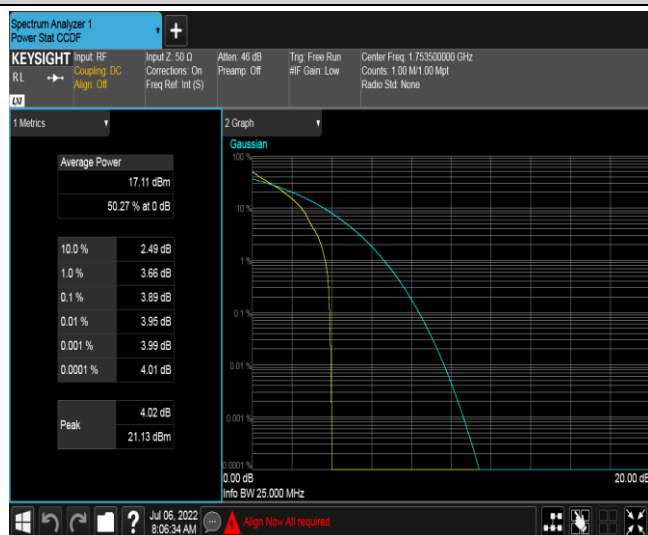 Spectrum Analyzer 1
Power Stat CCDF
+
KEYSIGHT
RL
LXI
Input: RF
Coupling: DC
Align: Off
Input Z: 50 Ω
Corrections: On
Freq Ref: Int (S)
Atten: 46 dB
Preamp: Off
Trig: Free Run
#IF Gain: Low
Center Freq: 1.753500000 GHz
Counts: 1.00 M/1.00 Mpt
Radio Std: None
1 Metrics
Average Power
17.11 dBm
50.27 % at 0 dB
10.0 % 2.49 dB
1.0 % 3.66 dB
0.1 % 3.89 dB
0.01 % 3.95 dB
0.001 % 3.99 dB
0.0001 % 4.01 dB
Peak
4.02 dB
21.13 dBm
2 Graph
Gaussian
100 %
10 %
1 %
0.1 %
0.01 %
0.001 %
0.0001 %
0.00 dB 20.00 dB
Info BW 25.000 MHz
?
Jul 06, 2022
8:06:34 AM
Align Now All required